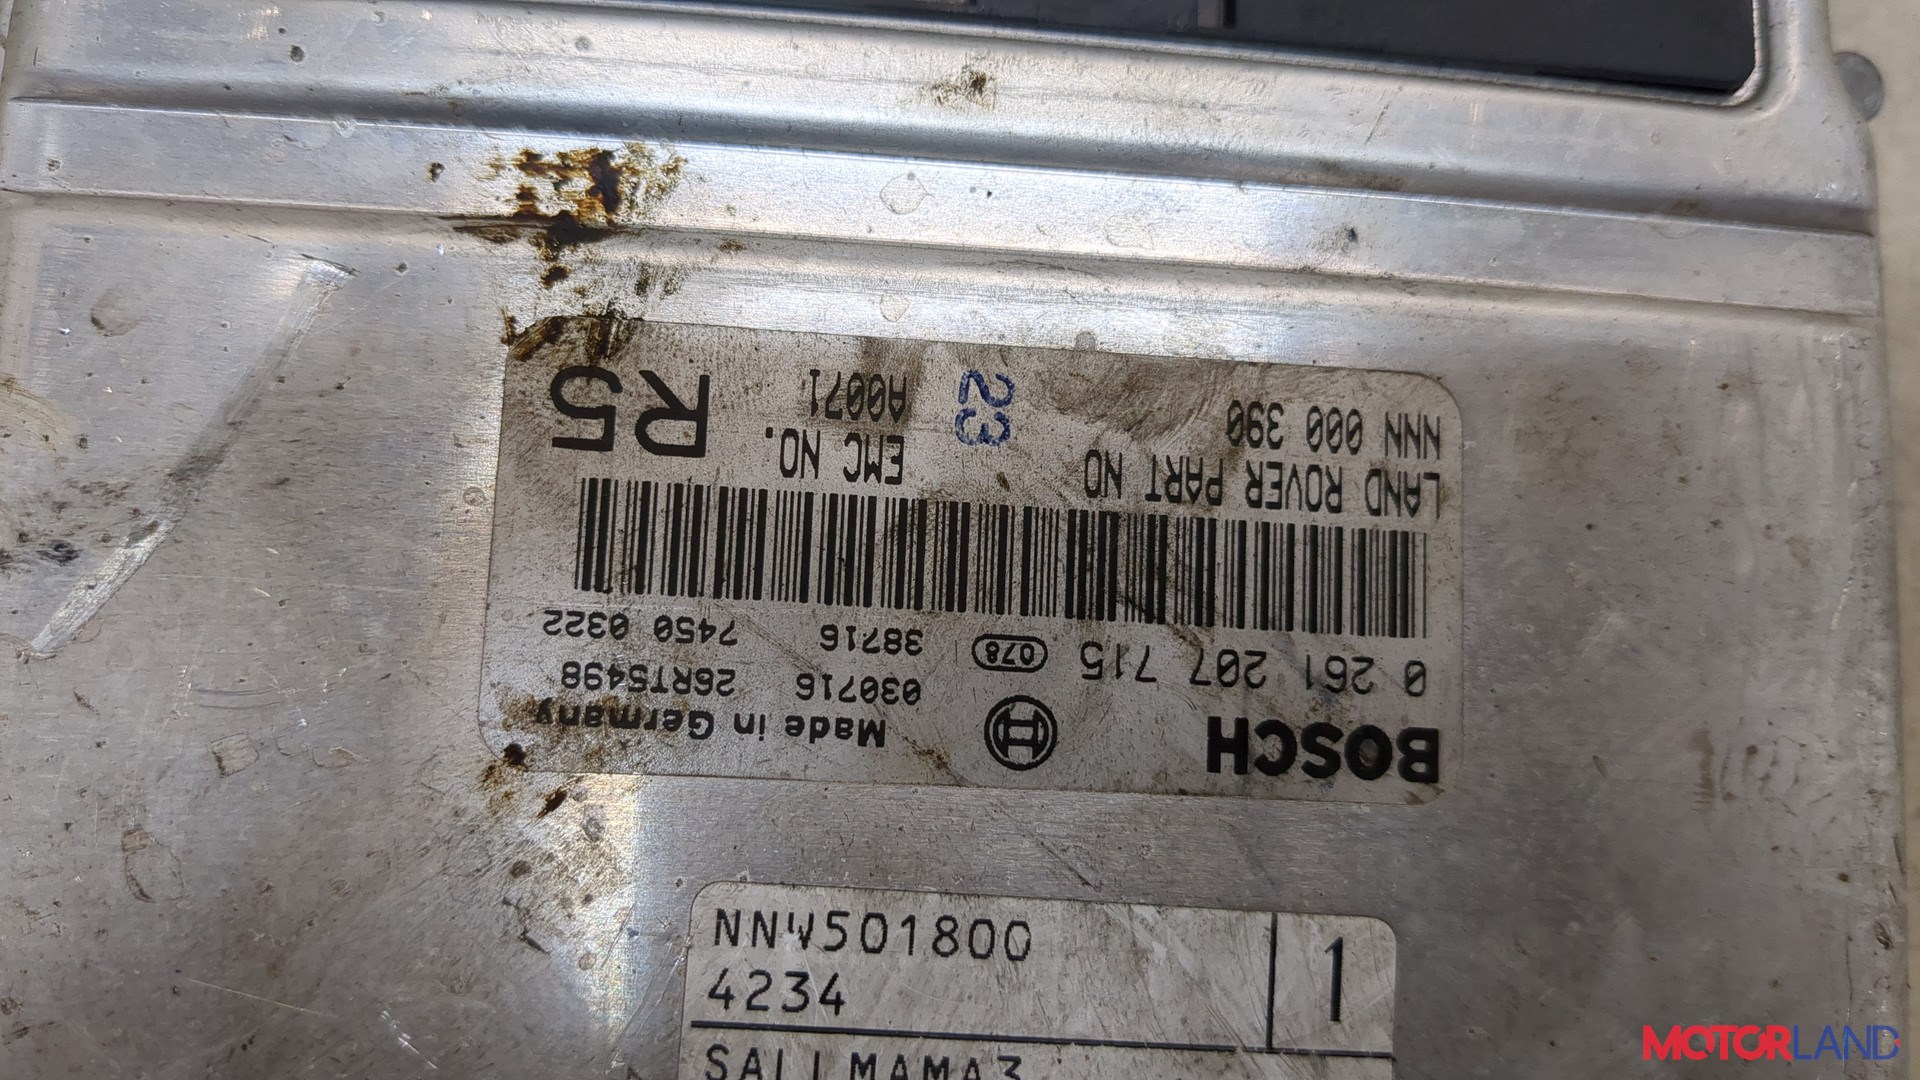 BOSCH
Made in Germany
0 261 207 715
078
030716 26RT5498
38716 7450 0322
LAND ROVER PART NO
NNN 000 390
EMC NO.
A0071
R5
23
NNW501800
4234
1
SALLMAMA3
MOTORLAND